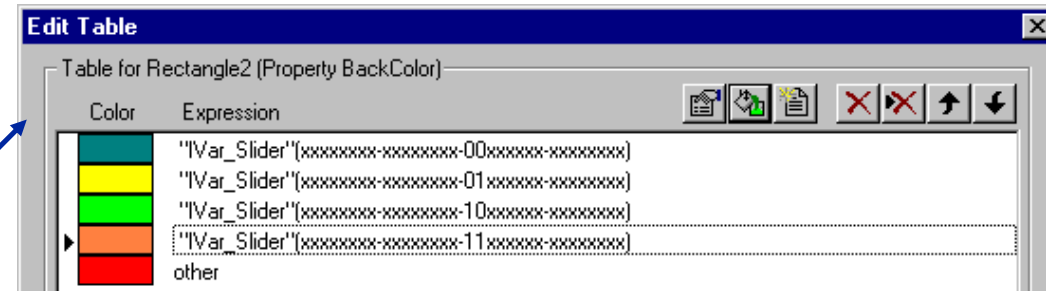 Edit Table
Table for Rectangle2 (Property BackColor)
Color Expression
"IVar_Slider"(xxxxxxxx-xxxxxxxx-00xxxxxx-xxxxxxxx)
"IVar_Slider"(xxxxxxxx-xxxxxxxx-01xxxxxx-xxxxxxxx)
"IVar_Slider"(xxxxxxxx-xxxxxxxx-10xxxxxx-xxxxxxxx)
"IVar_Slider"(xxxxxxxx-xxxxxxxx-11xxxxxx-xxxxxxxx)
other